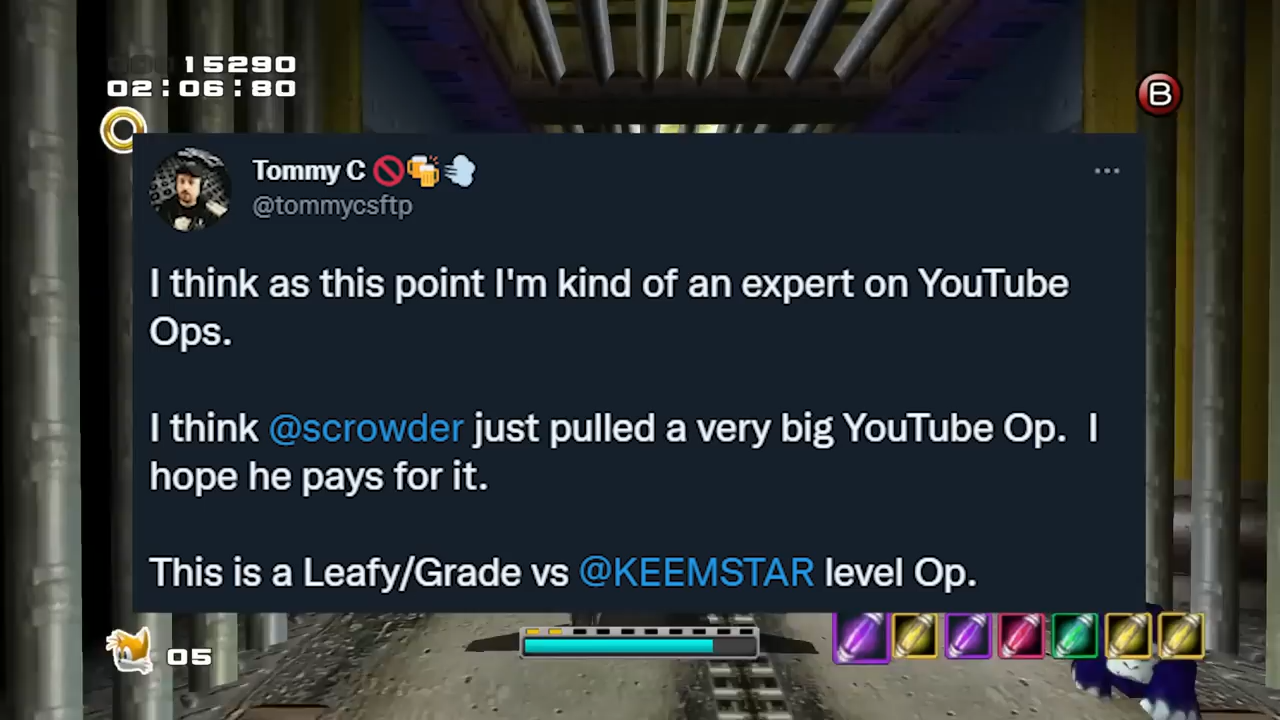 15290
02:06:80
B
Tommy C 🚫🍻💨
@tommycsftp
I think as this point I'm kind of an expert on YouTube
Ops.
I think @scrowder just pulled a very big YouTube Op. I
hope he pays for it.
This is a Leafy/Grade vs @KEEMSTAR level Op.
05